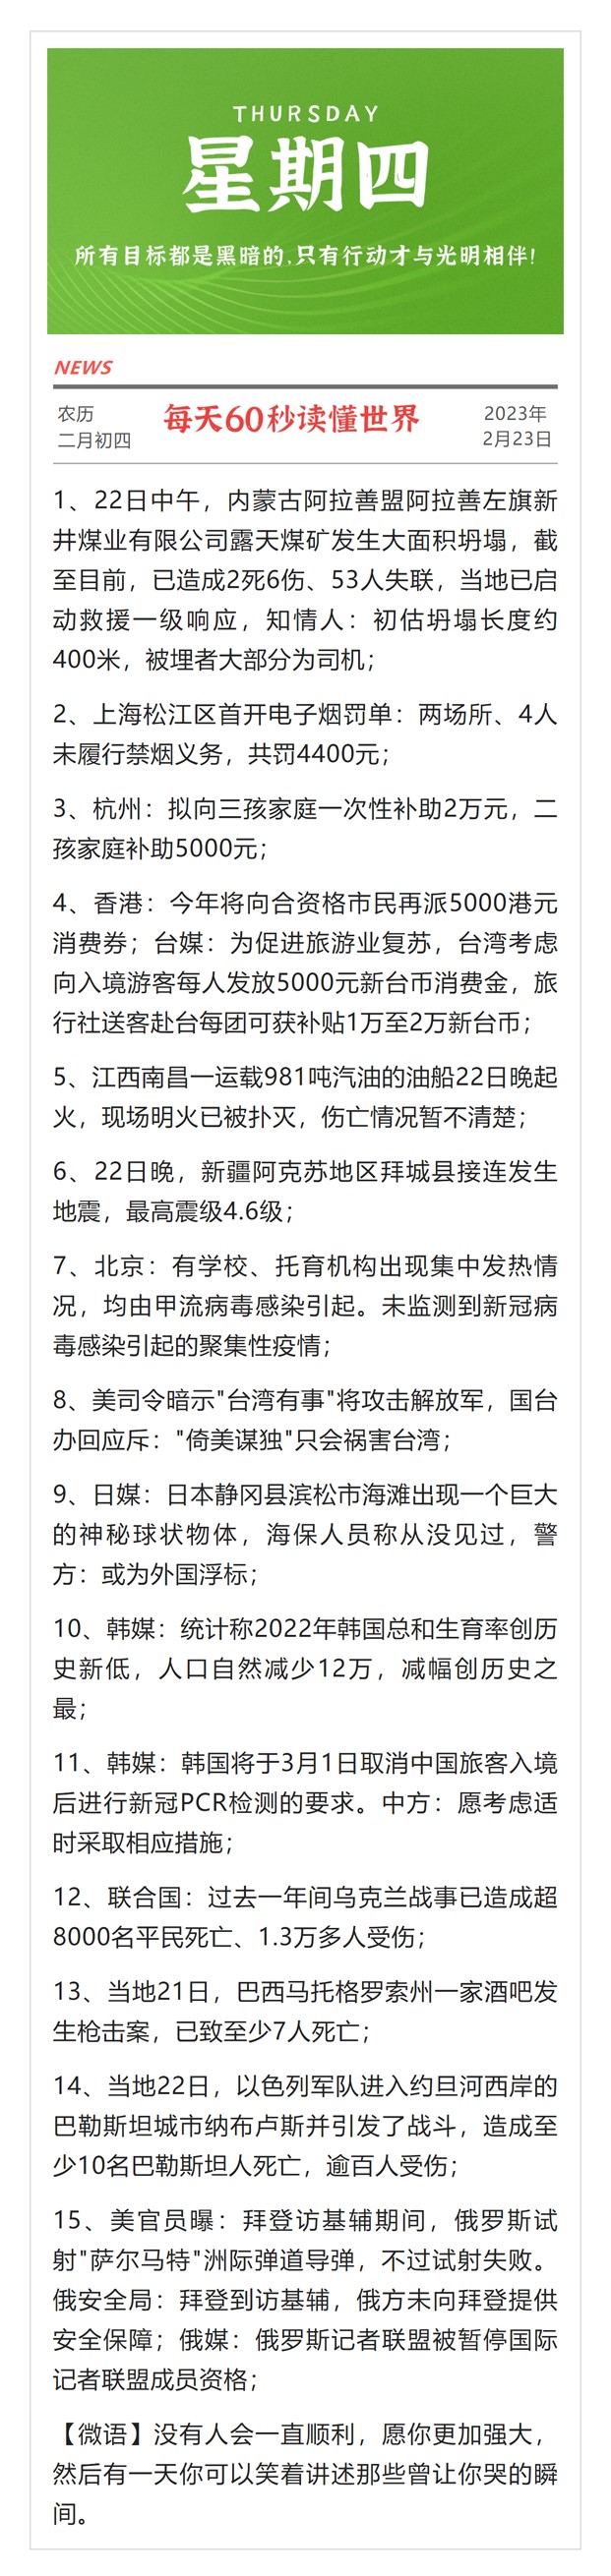 THURSDAY
星期四
所有目标都是黑暗的,只有行动才与光明相伴!
NEWS
农历
二月初四
每天60秒读懂世界
2023年
2月23日
1、22日中午，内蒙古阿拉善盟阿拉善左旗新
井煤业有限公司露天煤矿发生大面积坍塌，截
至目前，已造成2死6伤、53人失联，当地已启
动救援一级响应，知情人：初估坍塌长度约
400米，被埋者大部分为司机；
2、上海松江区首开电子烟罚单：两场所、4人
未履行禁烟义务，共罚4400元；
3、杭州：拟向三孩家庭一次性补助2万元，二
孩家庭补助5000元；
4、香港：今年将向合资格市民再派5000港元
消费券；台媒：为促进旅游业复苏，台湾考虑
向入境游客每人发放5000元新台币消费金，旅
行社送客赴台每团可获补贴1万至2万新台币；
5、江西南昌一运载981吨汽油的油船22日晚起
火，现场明火已被扑灭，伤亡情况暂不清楚；
6、22日晚，新疆阿克苏地区拜城县接连发生
地震，最高震级4.6级；
7、北京：有学校、托育机构出现集中发热情
况，均由甲流病毒感染引起。未监测到新冠病
毒感染引起的聚集性疫情；
8、美司令暗示"台湾有事"将攻击解放军，国台
办回应斥："倚美谋独"只会祸害台湾；
9、日媒：日本静冈县滨松市海滩出现一个巨大
的神秘球状物体，海保人员称从没见过，警
方：或为外国浮标；
10、韩媒：统计称2022年韩国总和生育率创历
史新低，人口自然减少12万，减幅创历史之
最；
11、韩媒：韩国将于3月1日取消中国旅客入境
后进行新冠PCR检测的要求。中方：愿考虑适
时采取相应措施；
12、联合国：过去一年间乌克兰战事已造成超
8000名平民死亡、1.3万多人受伤；
13、当地21日，巴西马托格罗索州一家酒吧发
生枪击案，已致至少7人死亡；
14、当地22日，以色列军队进入约旦河西岸的
巴勒斯坦城市纳布卢斯并引发了战斗，造成至
少10名巴勒斯坦人死亡，逾百人受伤；
15、美官员曝：拜登访基辅期间，俄罗斯试
射"萨尔马特"洲际弹道导弹，不过试射失败。
俄安全局：拜登到访基辅，俄方未向拜登提供
安全保障；俄媒：俄罗斯记者联盟被暂停国际
记者联盟成员资格；
【微语】没有人会一直顺利，愿你更加强大，
然后有一天你可以笑着讲述那些曾让你哭的瞬
间。